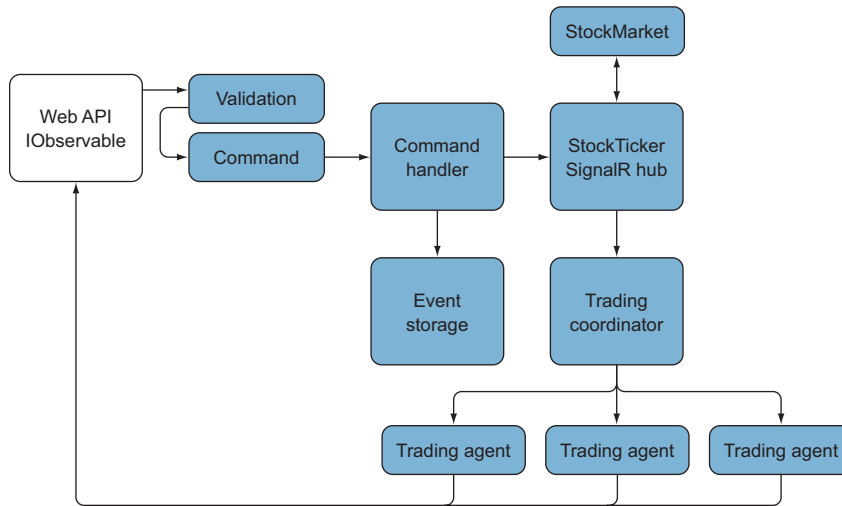 StockMarket
Web API
IObservable
Validation
Command
Command
handler
StockTicker
SignalR hub
Event
storage
Trading
coordinator
Trading agent
Trading agent
Trading agent